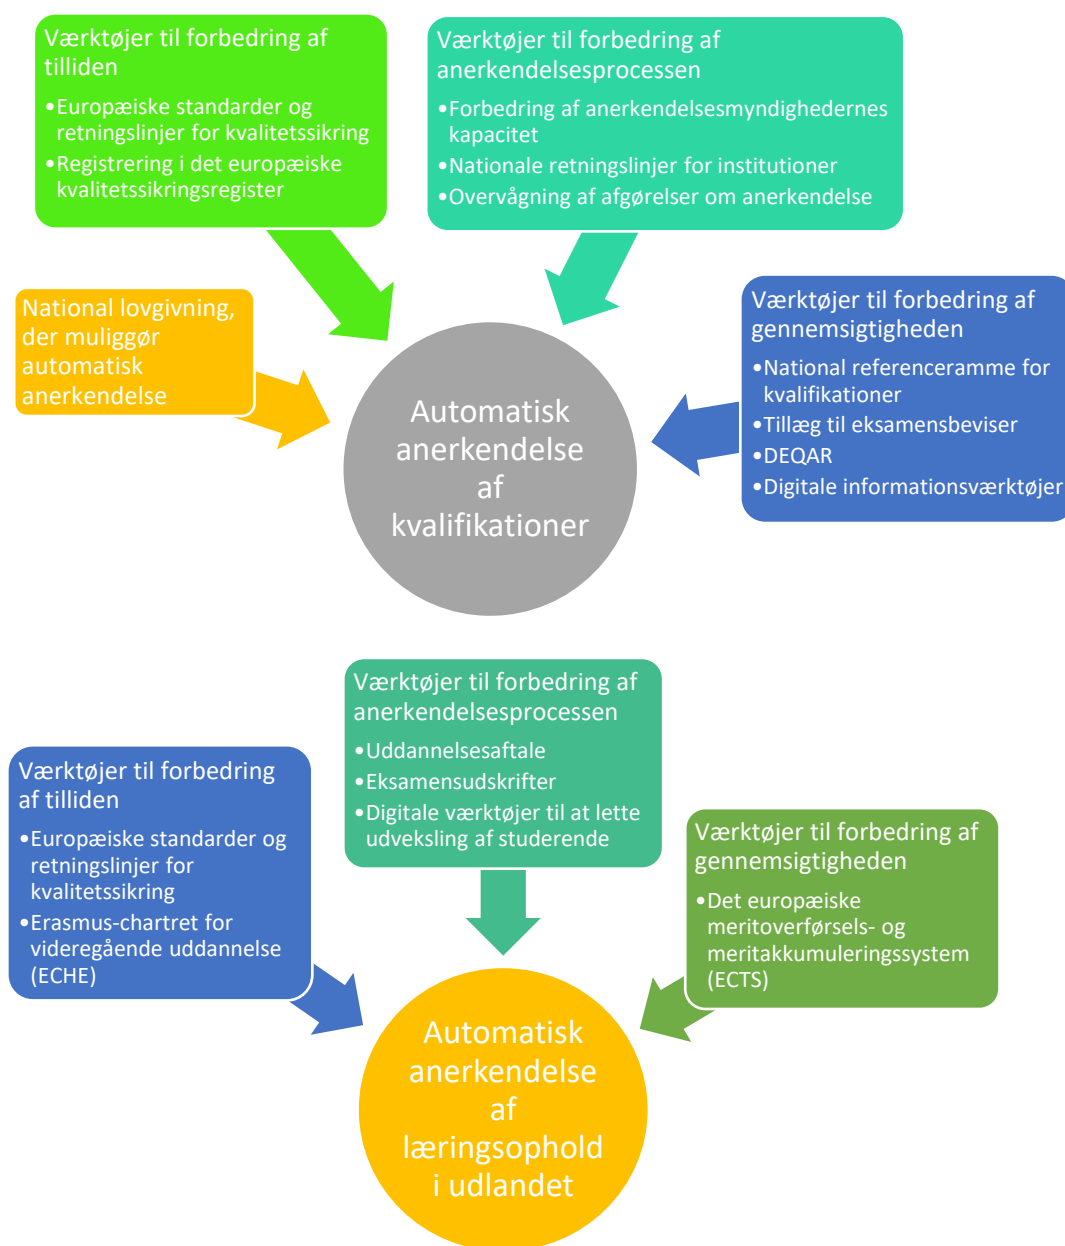 Værktøjer til forbedring af
tilliden
•Europæiske standarder og
retningslinjer for kvalitetssikring
•Registrering i det europæiske
kvalitetssikringsregister
Værktøjer til forbedring af
anerkendelsesprocessen
•Forbedring af anerkendelsesmyndighedernes
kapacitet
•Nationale retningslinjer for institutioner
•Overvågning af afgørelser om anerkendelse
National lovgivning,
der muliggør
automatisk
anerkendelse
Værktøjer til forbedring af
gennemsigtigheden
•National referenceramme for
kvalifikationer
•Tillæg til eksamensbeviser
•DEQAR
•Digitale informationsværktøjer
Automatisk
anerkendelse
af
kvalifikationer
Værktøjer til forbedring af
anerkendelsesprocessen
•Uddannelsesaftale
•Eksamensudskrifter
•Digitale værktøjer til at lette
udveksling af studerende
Værktøjer til forbedring
af tilliden
•Europæiske standarder og
retningslinjer for
kvalitetssikring
•Erasmus-chartret for
videregående uddannelse
(ECHE)
Værktøjer til forbedring af
gennemsigtigheden
•Det europæiske
meritoverførsels- og
meritakkumuleringssystem
(ECTS)
Automatisk
anerkendelse
af
læringsophold
i udlandet